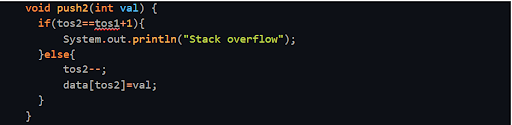 void push2(int val) {
if(tos2==tos1+1){
System.out.println("Stack overflow");
}else{
tos2--;
data[tos2]=val;
}
}